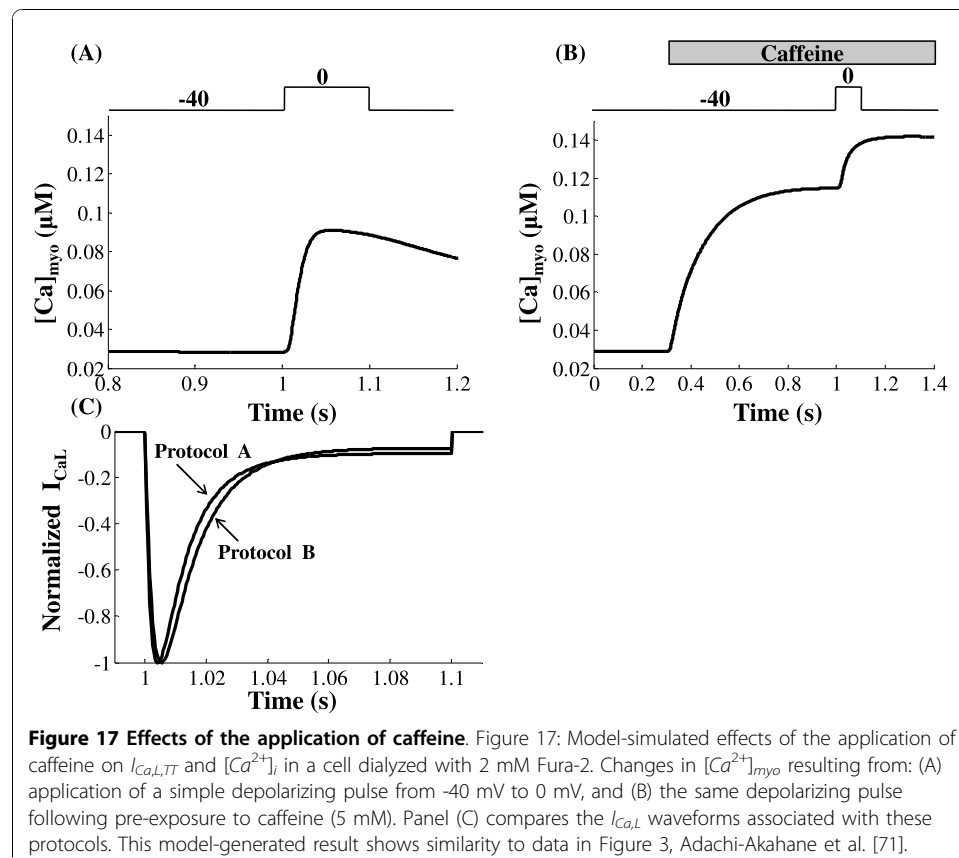 (A)
0
-40
0.14
0.12
0.1
0.08
0.06
0.04
0.02
[Ca]myo (μM)
0.8 0.9 1 1.1 1.2
Time (s)
(B)
Caffeine
0
-40
0.14
0.12
0.1
0.08
0.06
0.04
0.02
[Ca]myo (μM)
0 0.2 0.4 0.6 0.8 1 1.2 1.4
Time (s)
(C)
0
-0.2
-0.4
-0.6
-0.8
-1
Normalized ICaL
Protocol A
Protocol B
1 1.02 1.04 1.06 1.08 1.1
Time (s)
Figure 17 Effects of the application of caffeine. Figure 17: Model-simulated effects of the application of
caffeine on ICa,L,TT and [Ca2+]i in a cell dialyzed with 2 mM Fura-2. Changes in [Ca2+]myo resulting from: (A)
application of a simple depolarizing pulse from -40 mV to 0 mV, and (B) the same depolarizing pulse
following pre-exposure to caffeine (5 mM). Panel (C) compares the ICa,L waveforms associated with these
protocols. This model-generated result shows similarity to data in Figure 3, Adachi-Akahane et al. [71].